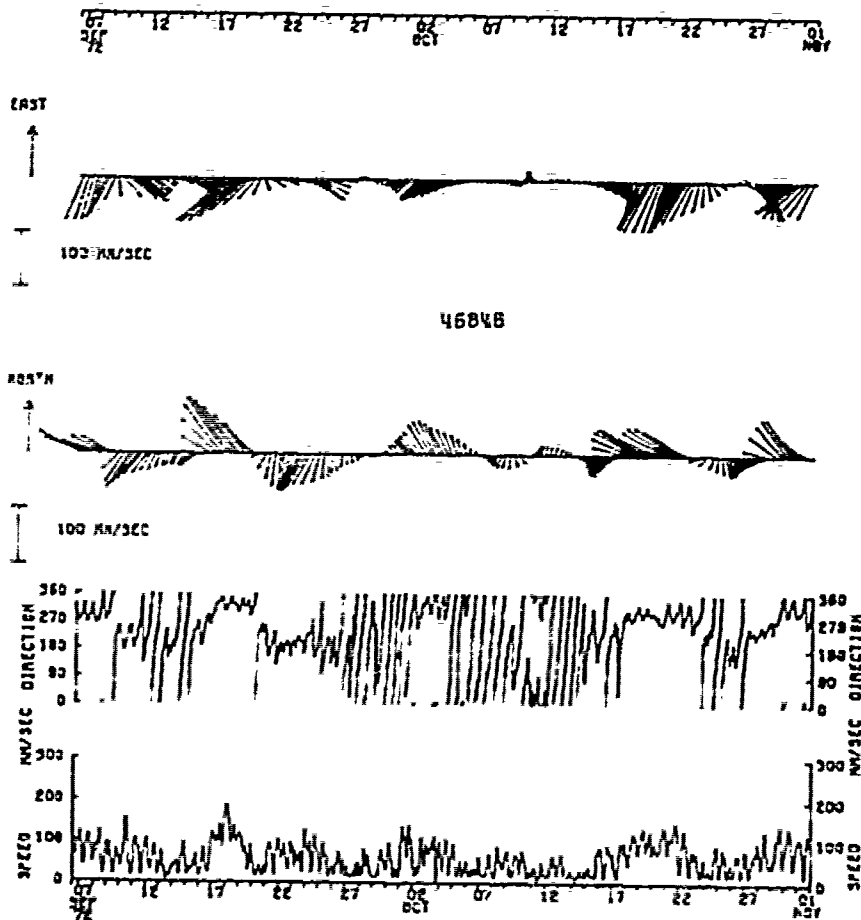 07 12 17 22 27 02 07 12 17 22 27 01
SEP OCT NOV
72
EAST
100 MM/SEC
46848
NORTH
100 MM/SEC
360 360
270 270
180 180
90 90
0 0
DIRECTION DIRECTION
MM/SEC MM/SEC
300 300
200 200
100 100
0 0
SPEED SPEED
07 12 17 22 27 02 07 12 17 22 27 01
SEP OCT NOV
72